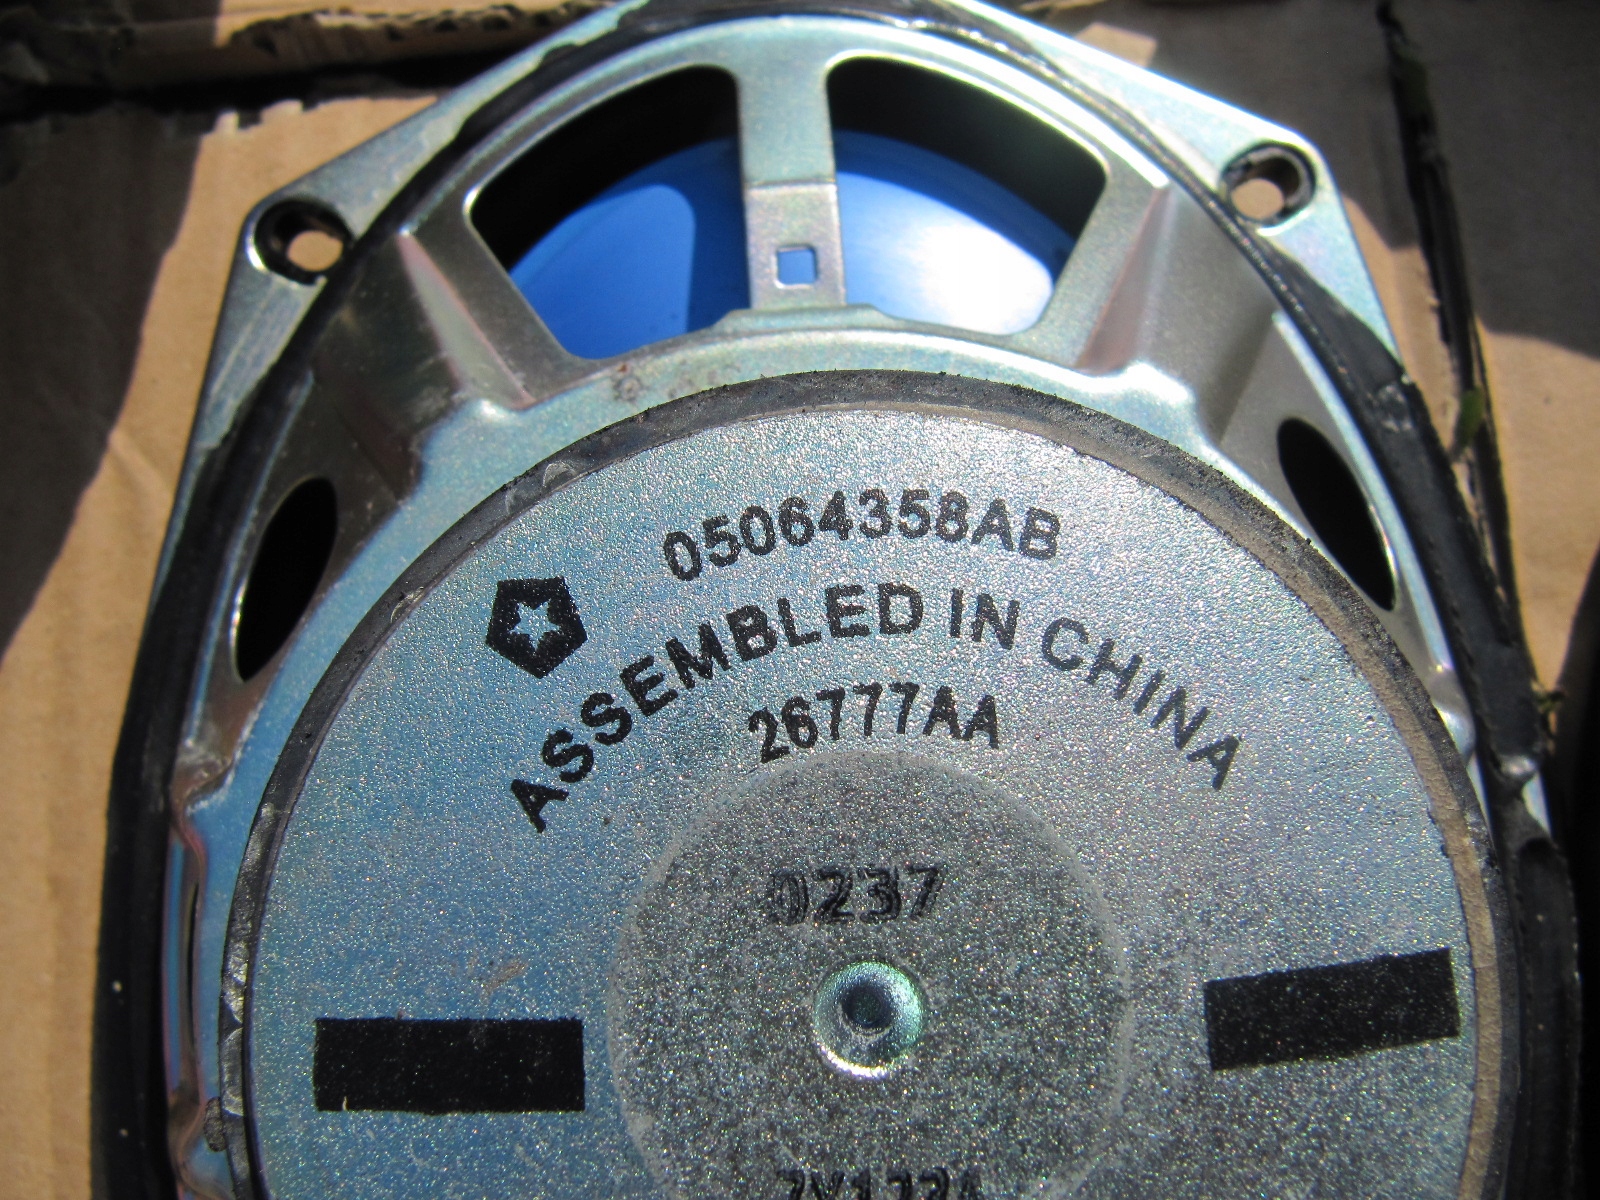 05064358AB
ASSEMBLED IN CHINA
26777AA
0237